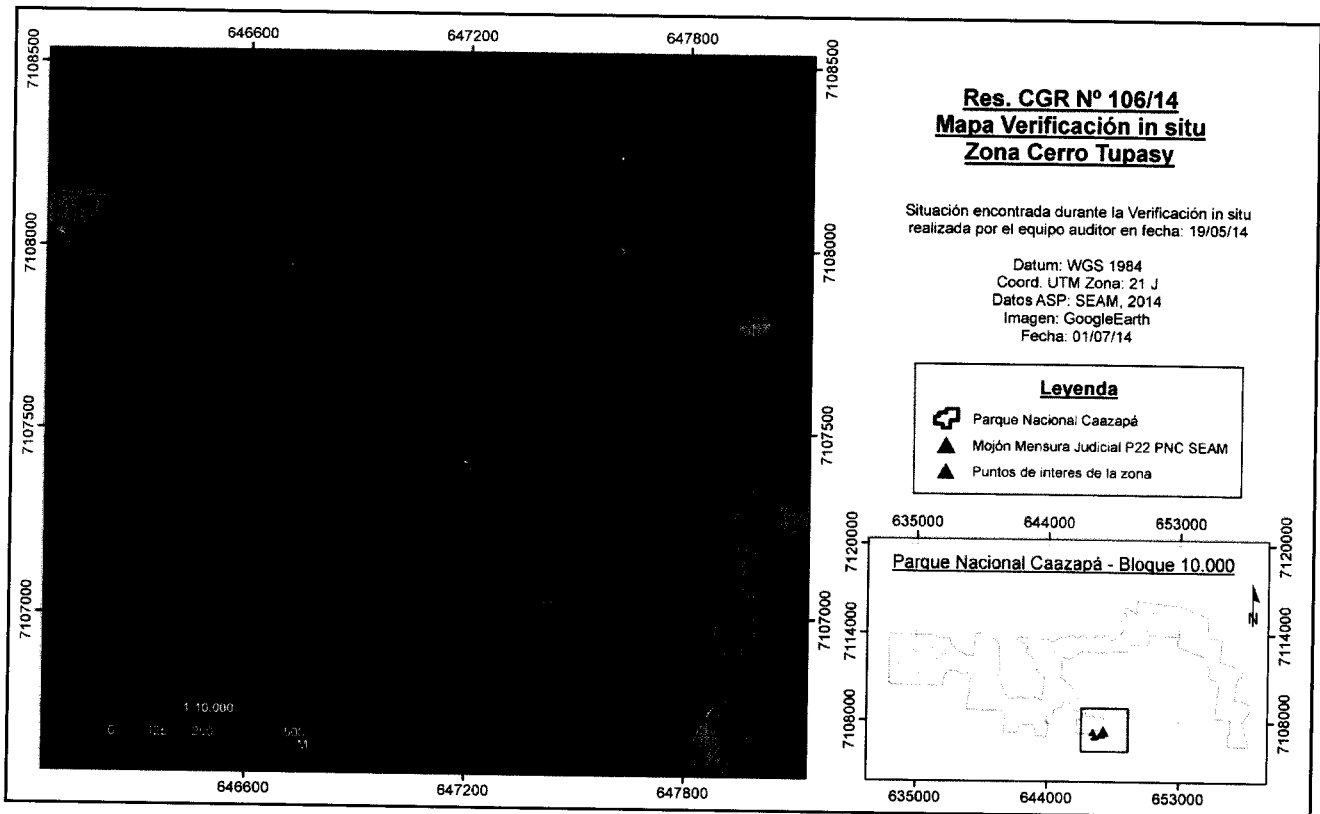 646600 647200 647800
7108500 7108500
7108000 7108000
7107500 7107500
7107000 7107000
1:10.000
0 125 250 500
M
646600 647200 647800
Res. CGR Nº 106/14
Mapa Verificación in situ
Zona Cerro Tupasy
Situación encontrada durante la Verificación in situ
realizada por el equipo auditor en fecha: 19/05/14
Datum: WGS 1984
Coord. UTM Zona: 21 J
Datos ASP: SEAM, 2014
Imagen: GoogleEarth
Fecha: 01/07/14
Leyenda
Parque Nacional Caazapá
Mojón Mensura Judicial P22 PNC SEAM
Puntos de interes de la zona
635000 644000 653000
7120000 7120000
Parque Nacional Caazapá - Bloque 10.000
N
7114000 7114000
7108000 7108000
635000 644000 653000